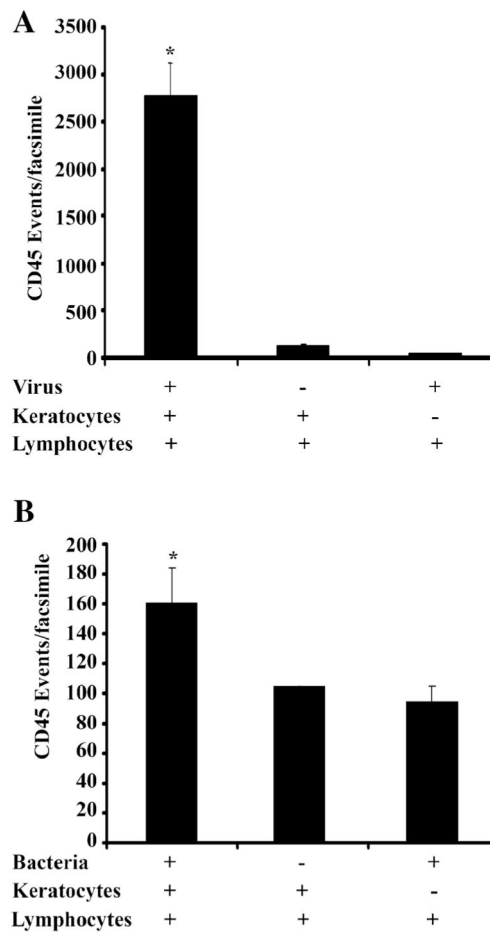 A
CD45 Events/facsimile
3500
3000
2500
2000
1500
1000
500
0
*
Virus + - +
Keratocytes + + -
Lymphocytes + + +
B
CD45 Events/facsimile
200
180
160
140
120
100
80
60
40
20
0
*
Bacteria + - +
Keratocytes + + -
Lymphocytes + + +